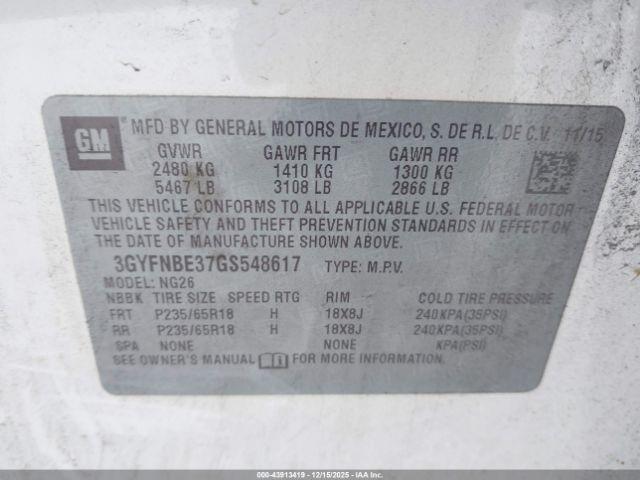 GM
MFD BY GENERAL MOTORS DE MEXICO, S. DE R.L. DE C.V. 11/15
GVWR GAWR FRT GAWR RR
2480 KG 1410 KG 1300 KG
5467 LB 3108 LB 2866 LB
THIS VEHICLE CONFORMS TO ALL APPLICABLE U.S. FEDERAL MOTOR
VEHICLE SAFETY AND THEFT PREVENTION STANDARDS IN EFFECT ON
THE DATE OF MANUFACTURE SHOWN ABOVE.
3GYFNBE37GS548617 TYPE: M.P.V.
MODEL: NG26
NBBK TIRE SIZE SPEED RTG RIM COLD TIRE PRESSURE
FRT P235/65R18 H 18X8J 240KPA(35PSI)
RR P235/65R18 H 18X8J 240KPA(35PSI)
SPA NONE NONE KPA(PSI)
SEE OWNER'S MANUAL FOR MORE INFORMATION.
000-43913419 - 12/15/2025 - IAAI.COM